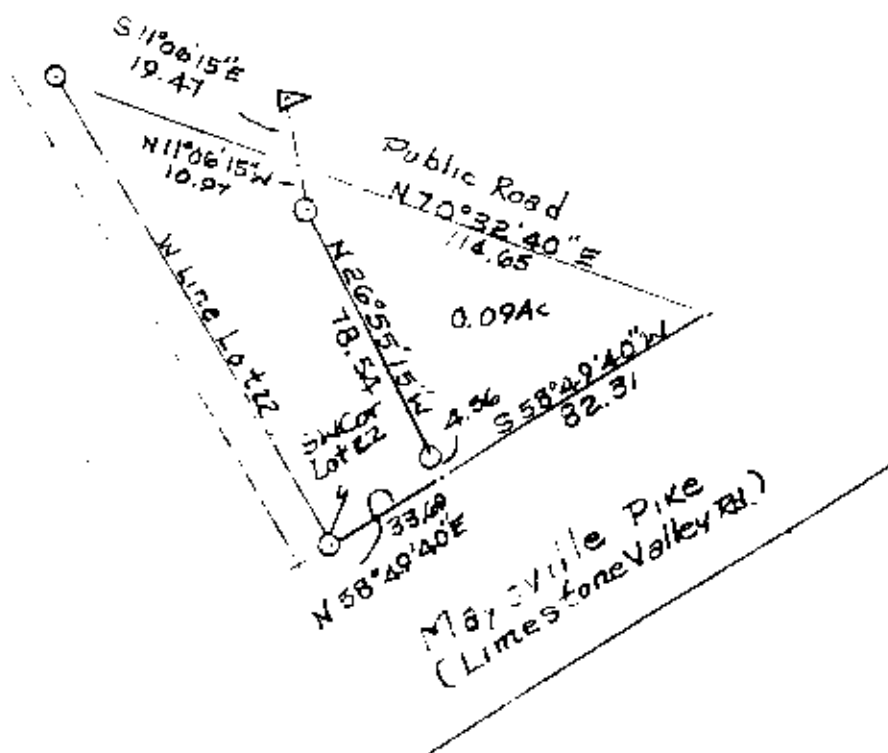 S 11°06'15"E
19.47
N 11°06'15"W
10.97
Public Road
N 70°32'40" E
114.65
W Line Lot 22
N 26°55'15"W
78.54
0.09Ac
SW Cor
Lot 22
4.36
S 58°49'40"W
82.31
33.69
N 58°49'40"E
Maysville Pike
(Limestone Valley Rd.)